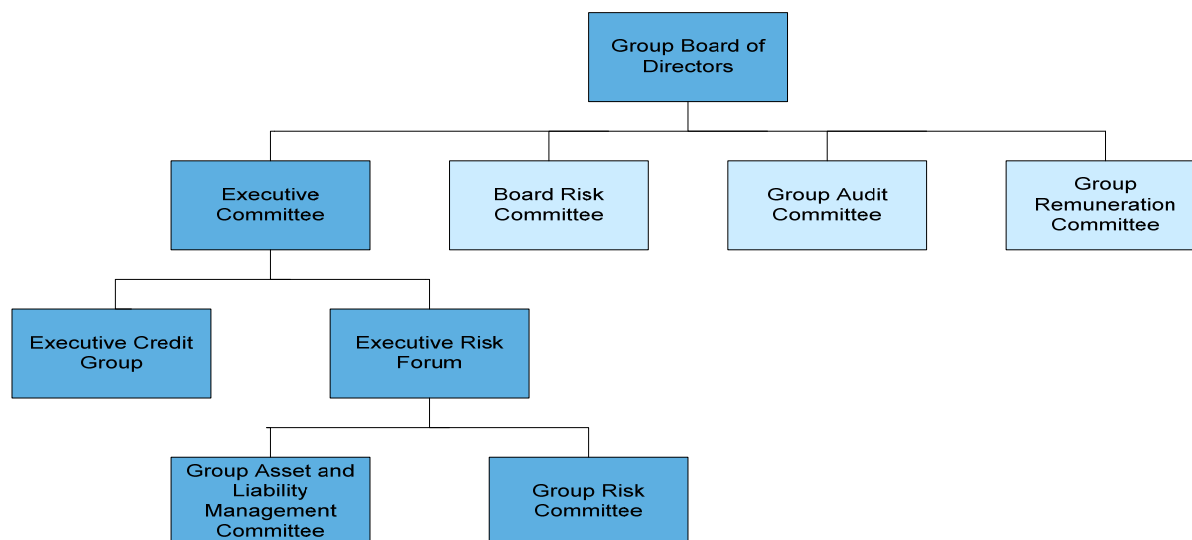 Group Board of
Directors
Executive
Committee
Board Risk
Committee
Group Audit
Committee
Group
Remuneration
Committee
Executive Credit
Group
Executive Risk
Forum
Group Asset and
Liability
Management
Committee
Group Risk
Committee